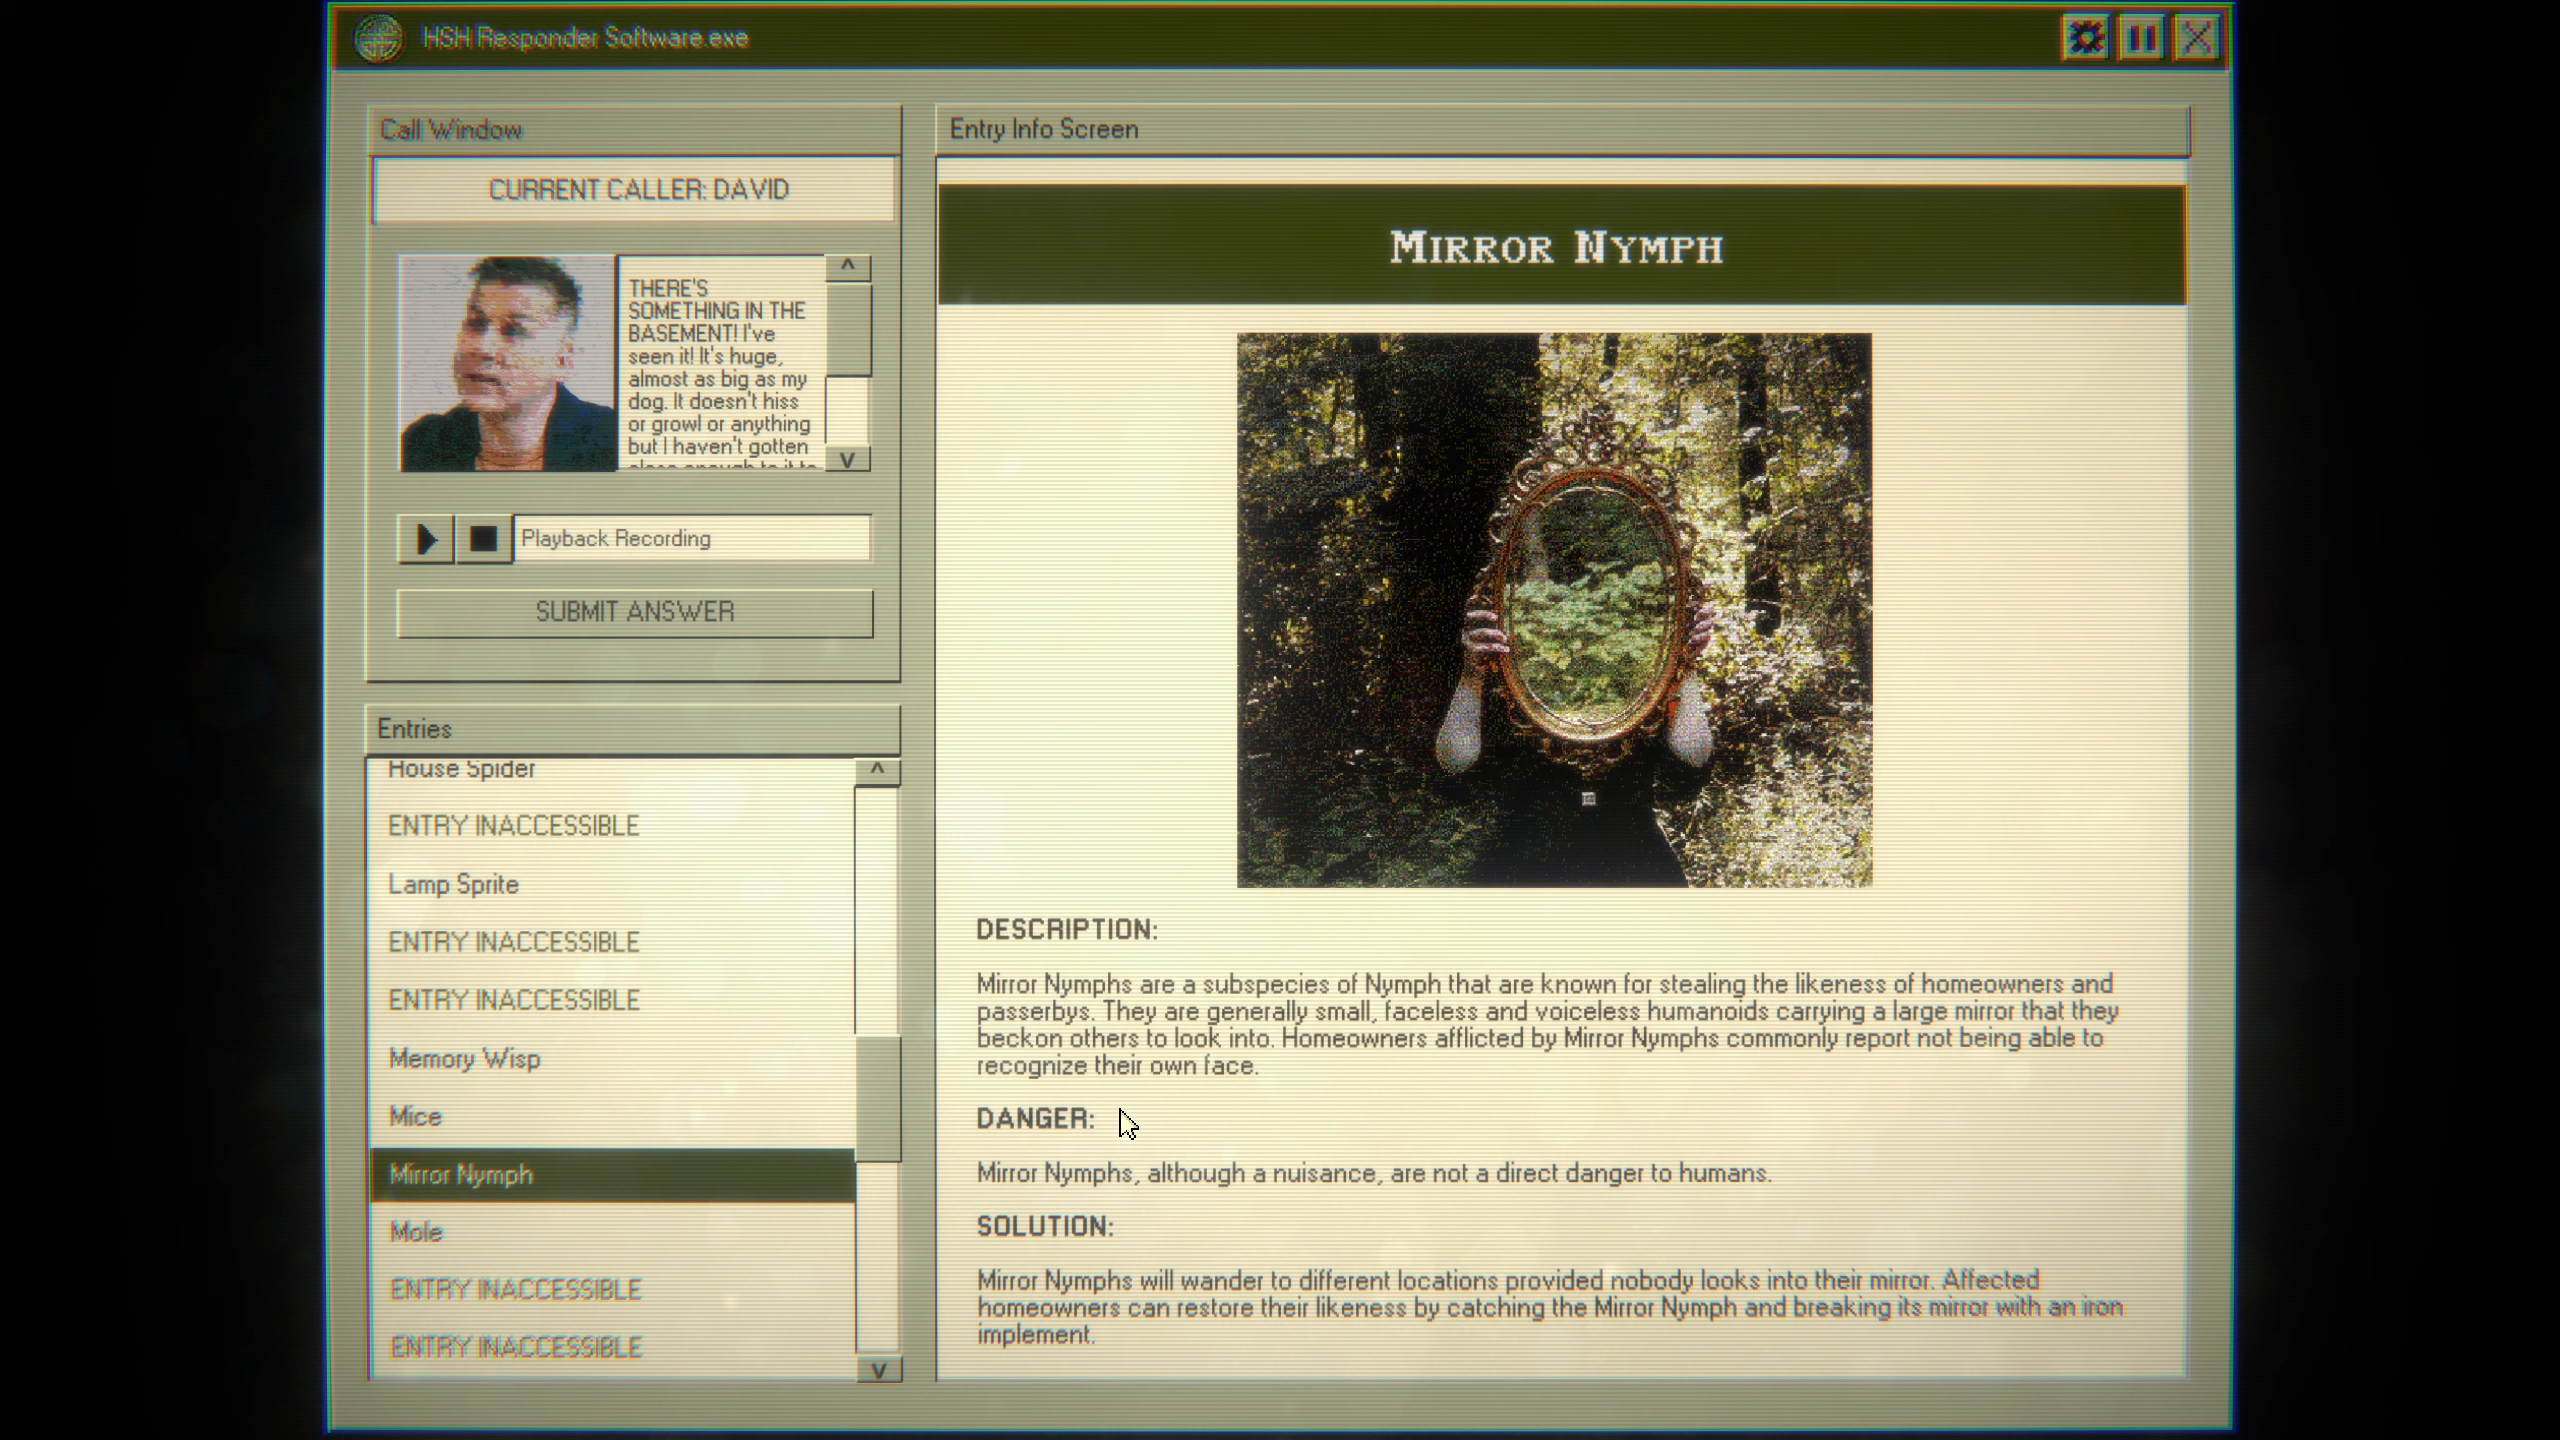 HSH Responder Software.exe
Call Window
CURRENT CALLER: DAVID
THERE'S
SOMETHING IN THE
BASEMENT! I've
seen it! It's huge,
almost as big as my
dog. It doesn't hiss
or growl or anything
but I haven't gotten
Playback Recording
SUBMIT ANSWER
Entries
House Spider
ENTRY INACCESSIBLE
Lamp Sprite
ENTRY INACCESSIBLE
ENTRY INACCESSIBLE
Memory Wisp
Mice
Mirror Nymph
Mole
ENTRY INACCESSIBLE
ENTRY INACCESSIBLE
Entry Info Screen
MIRROR NYMPH
DESCRIPTION:
Mirror Nymphs are a subspecies of Nymph that are known for stealing the likeness of homeowners and
passerbys. They are generally small, faceless and voiceless humanoids carrying a large mirror that they
beckon others to look into. Homeowners afflicted by Mirror Nymphs commonly report not being able to
recognize their own face.
DANGER:
Mirror Nymphs, although a nuisance, are not a direct danger to humans.
SOLUTION:
Mirror Nymphs will wander to different locations provided nobody looks into their mirror. Affected
homeowners can restore their likeness by catching the Mirror Nymph and breaking its mirror with an iron
implement.